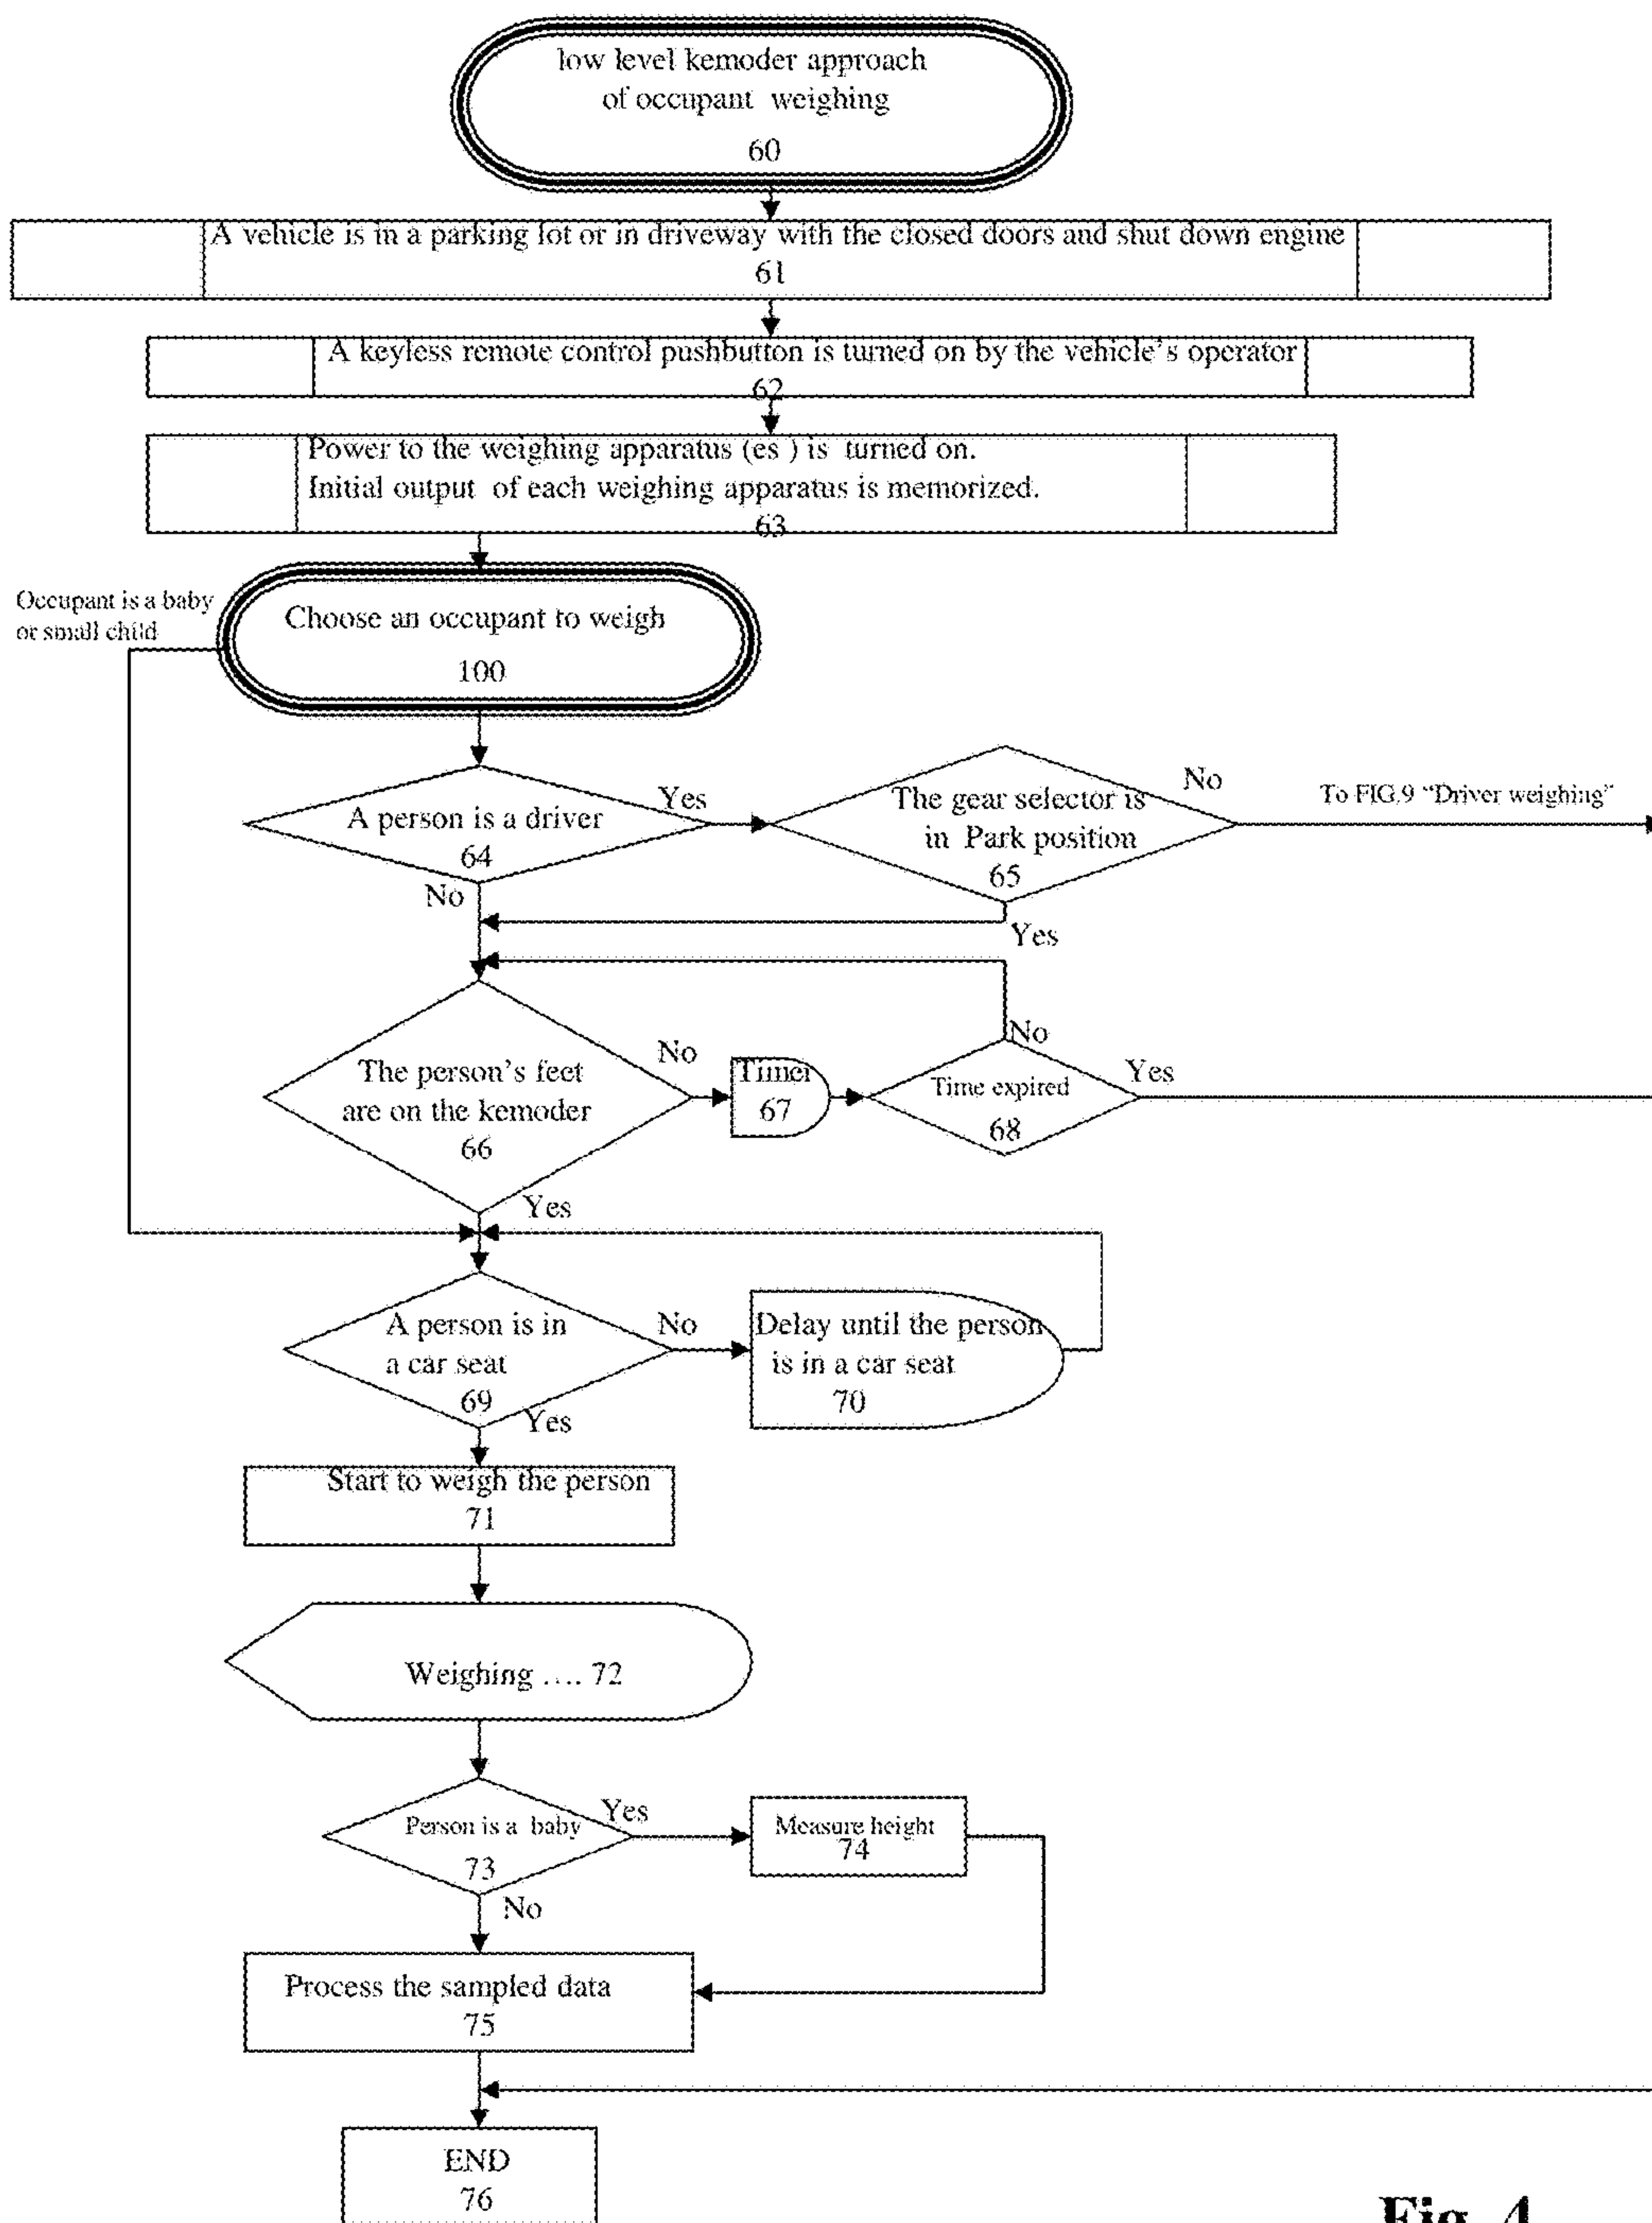 low level kemoder approach
of occupant weighing
60
A vehicle is in a parking lot or in driveway with the closed doors and shut down engine
61
A keyless remote control pushbutton is turned on by the vehicle's operator
62
Power to the weighing apparatus (es ) is turned on.
Initial output of each weighing apparatus is memorized.
63
Occupant is a baby
or small child
Choose an occupant to weigh
100
A person is a driver
64
Yes
No
The gear selector is
in Park position
65
No
Yes
To FIG.9 “Driver weighing”
The person's feet
are on the kemoder
66
No
Yes
Timer
67
Time expired
68
No
Yes
A person is in
a car seat
69
No
Yes
Delay until the person
is in a car seat
70
Start to weigh the person
71
Weighing .... 72
Person is a baby
73
Yes
No
Measure height
74
Process the sampled data
75
END
76
Fig. 4